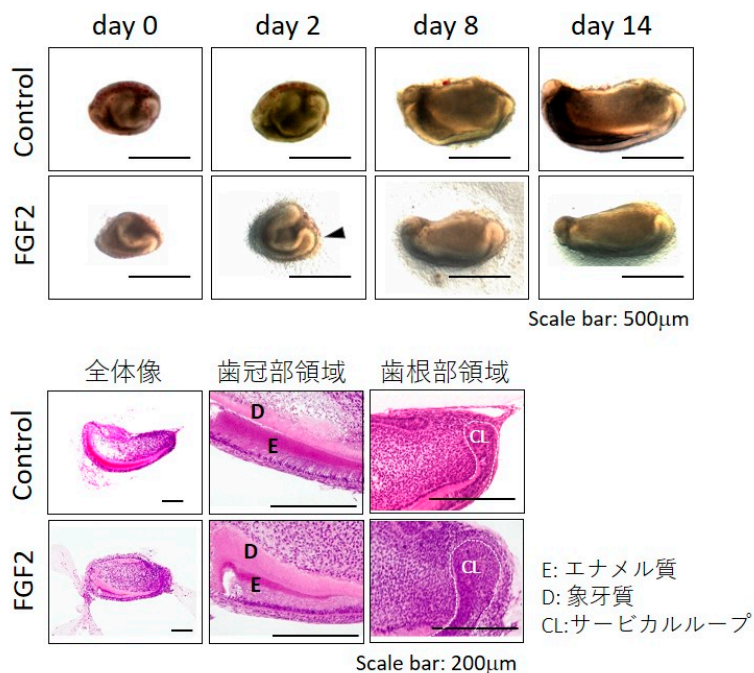 day 0 day 2 day 8 day 14
Control
FGF2
Scale bar: 500μm
全体像 歯冠部領域 歯根部領域
Control
D
E
CL
FGF2
D
E
CL
E: エナメル質
D: 象牙質
CL:サービカルループ
Scale bar: 200μm